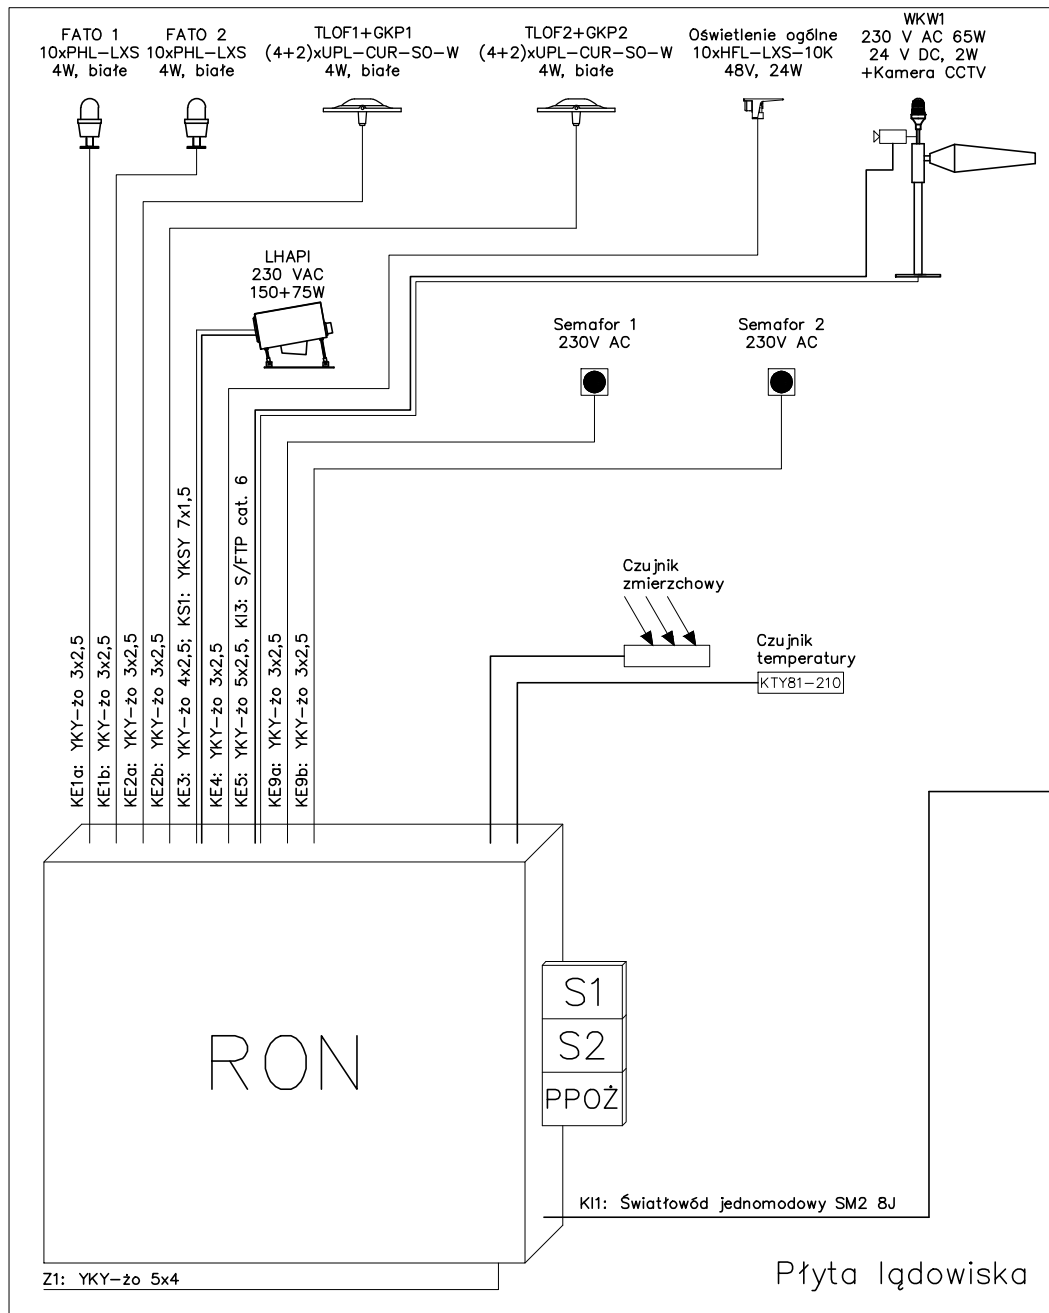 FATO 1
10xPHL-LXS
4W, białe
FATO 2
10xPHL-LXS
4W, białe
TLOF1+GKP1
(4+2)xUPL-CUR-SO-W
4W, białe
TLOF2+GKP2
(4+2)xUPL-CUR-SO-W
4W, białe
Oświetlenie ogólne
10xHFL-LXS-10K
48V, 24W
WKW1
230 V AC 65W
24 V DC, 2W
+Kamera CCTV
LHAPI
230 VAC
150+75W
Semafor 1
230V AC
Semafor 2
230V AC
Czujnik
zmierzchowy
Czujnik
temperatury
KTY81-210
KE1a: YKY-żo 3x2,5
KE1b: YKY-żo 3x2,5
KE2a: YKY-żo 3x2,5
KE2b: YKY-żo 3x2,5
KE3: YKY-żo 4x2,5; KS1: YKSY 7x1,5
KE4: YKY-żo 3x2,5
KE5: YKY-żo 5x2,5, KI3: S/FTP cat. 6
KE9a: YKY-żo 3x2,5
KE9b: YKY-żo 3x2,5
RON
S1
S2
PPOŻ
KI1: Światłowód jednomodowy SM2 8J
Z1: YKY-żo 5x4
Płyta lądowiska